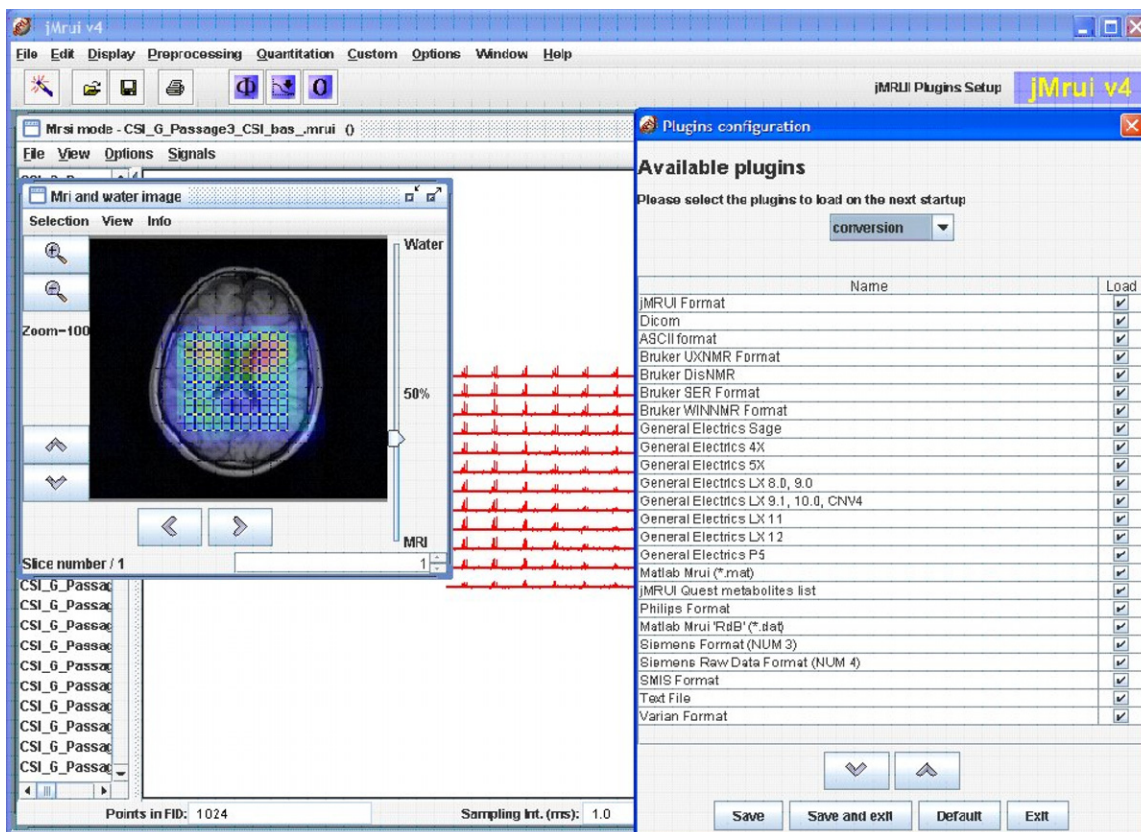 jMrui v4
File Edit Display Preprocessing Quantitation Custom Options Window Help
Φ
0
jMRUI Plugins Setup
jMrui v4
Mrsi mode - CSI_G_Passage3_CSI_bas_.mrui ()
File View Options Signals
Mri and water image
Selection View Info
Water
Zoom=100
50%
MRI
Slice number / 1
1
CSI_G_Passag
CSI_G_Passag
CSI_G_Passag
CSI_G_Passag
CSI_G_Passag
CSI_G_Passag
CSI_G_Passag
CSI_G_Passag
CSI_G_Passag
CSI_G_Passag
Points in FID: 1024
Sampling Int. (ms): 1.0
Plugins configuration
Available plugins
Please select the plugins to load on the next startup
conversion
Name Load
jMRUI Format
Dicom
ASCII format
Bruker UXNMR Format
Bruker DisNMR
Bruker SER Format
Bruker WINNMR Format
General Electrics Sage
General Electrics 4X
General Electrics 5X
General Electrics LX 8.0, 9.0
General Electrics LX 9.1, 10.0, CNV4
General Electrics LX 11
General Electrics LX 12
General Electrics P5
Matlab Mrui (*.mat)
jMRUI Quest metabolites list
Philips Format
Matlab Mrui 'RdB' (*.dat)
Siemens Format (NUM 3)
Siemens Raw Data Format (NUM 4)
SMIS Format
Text File
Varian Format
Save Save and exit Default Exit